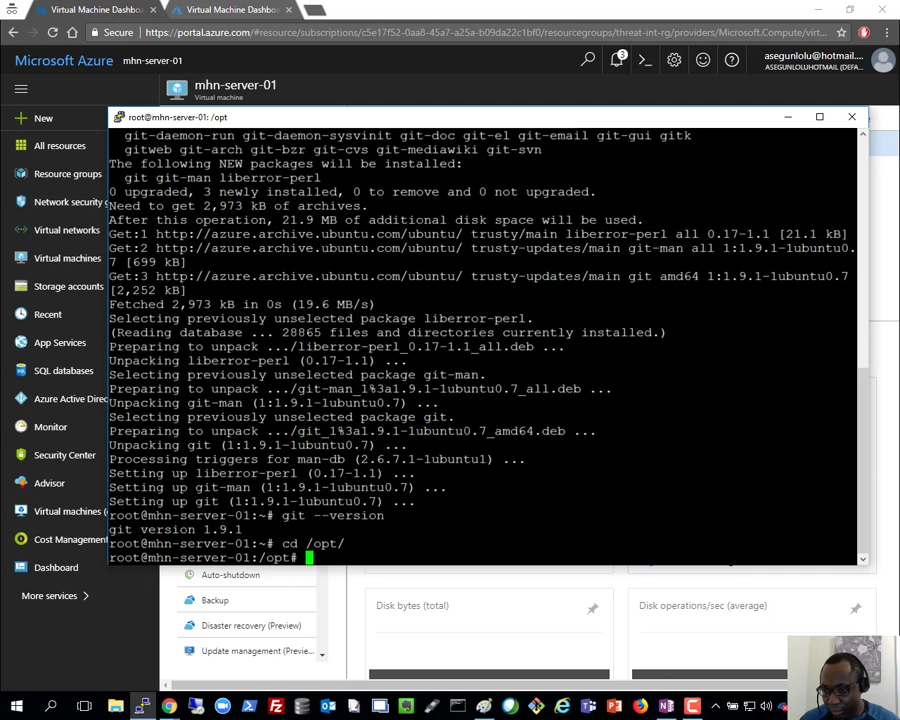 Virtual Machine Dashboa
Virtual Machine Dashboa
Secure
https://portal.azure.com/#resource/subscriptions/c5e17f52-0aa8-45a7-a25a-b09da22c1bf0/resourcegroups/threat-int-rg/providers/Microsoft.Compute/virt
Microsoft Azure
mhn-server-01
3
asegunlolu@hotmail....
ASEGUNLOLUHOTMAIL (DEFA...
mhn-server-01
Virtual machine
New
All resources
Resource groups
Network security g
Virtual networks
Virtual machines
Storage accounts
Recent
App Services
SQL databases
Azure Active Direc
Monitor
Security Center
Advisor
Virtual machines (
Cost Management
Dashboard
More services
root@mhn-server-01: /opt
git-daemon-run git-daemon-sysvinit git-doc git-el git-email git-gui gitk
gitweb git-arch git-bzr git-cvs git-mediawiki git-svn
The following NEW packages will be installed:
git git-man liberror-perl
0 upgraded, 3 newly installed, 0 to remove and 0 not upgraded.
Need to get 2,973 kB of archives.
After this operation, 21.9 MB of additional disk space will be used.
Get:1 http://azure.archive.ubuntu.com/ubuntu/ trusty/main liberror-perl all 0.17-1.1 [21.1 kB]
Get:2 http://azure.archive.ubuntu.com/ubuntu/ trusty-updates/main git-man all 1:1.9.1-1ubuntu0.
7 [699 kB]
Get:3 http://azure.archive.ubuntu.com/ubuntu/ trusty-updates/main git amd64 1:1.9.1-1ubuntu0.7
[2,252 kB]
Fetched 2,973 kB in 0s (19.6 MB/s)
Selecting previously unselected package liberror-perl.
(Reading database ... 28865 files and directories currently installed.)
Preparing to unpack .../liberror-perl_0.17-1.1_all.deb ...
Unpacking liberror-perl (0.17-1.1) ...
Selecting previously unselected package git-man.
Preparing to unpack .../git-man_1%3a1.9.1-1ubuntu0.7_all.deb ...
Unpacking git-man (1:1.9.1-1ubuntu0.7) ...
Selecting previously unselected package git.
Preparing to unpack .../git_1%3a1.9.1-1ubuntu0.7_amd64.deb ...
Unpacking git (1:1.9.1-1ubuntu0.7) ...
Processing triggers for man-db (2.6.7.1-1ubuntu1) ...
Setting up liberror-perl (0.17-1.1) ...
Setting up git-man (1:1.9.1-1ubuntu0.7) ...
Setting up git (1:1.9.1-1ubuntu0.7) ...
root@mhn-server-01:~# git --version
git version 1.9.1
root@mhn-server-01:~# cd /opt/
root@mhn-server-01:/opt#
Auto-shutdown
Backup
Disaster recovery (Preview)
Update management (Previe...
Disk bytes (total)
Disk operations/sec (average)